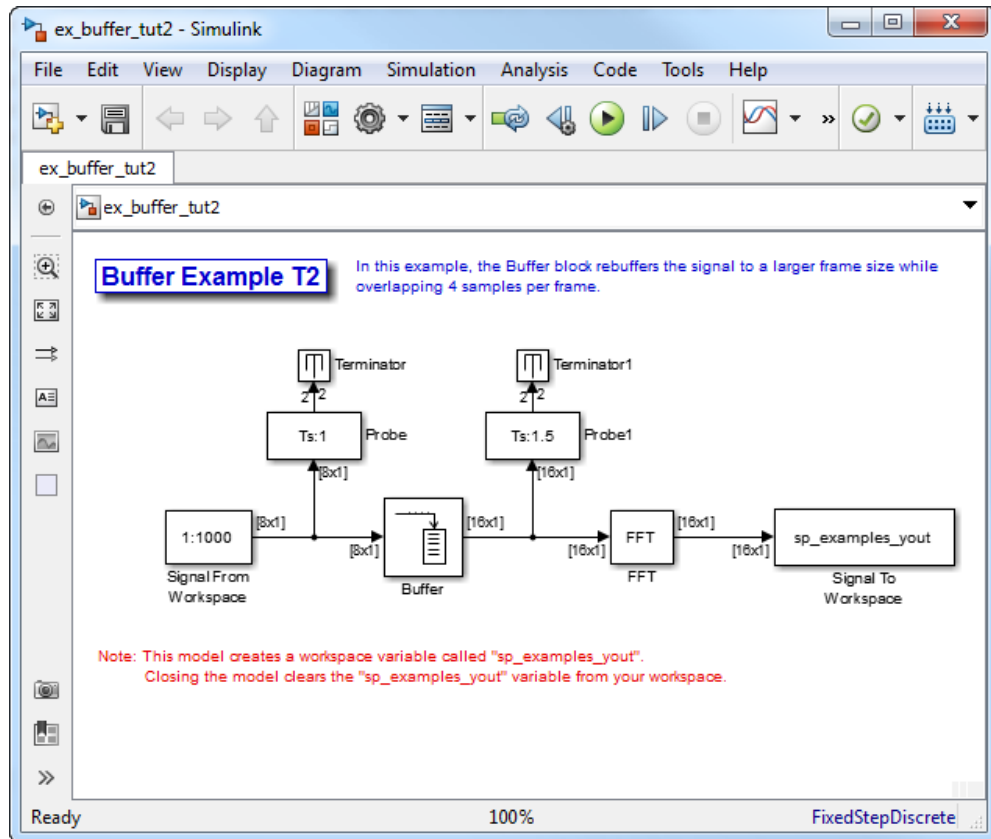 ex_buffer_tut2 - Simulink
File Edit View Display Diagram Simulation Analysis Code Tools Help
»
ex_buffer_tut2
ex_buffer_tut2
Buffer Example T2
In this example, the Buffer block rebuffers the signal to a larger frame size while
overlapping 4 samples per frame.
Terminator
Terminator1
2 2
2 2
Ts:1
Probe
Ts:1.5
Probe1
[8x1]
[16x1]
1:1000
[8x1]
[8x1]
[16x1]
[16x1]
FFT
[16x1]
[16x1]
sp_examples_yout
Signal From
Workspace
Buffer
FFT
Signal To
Workspace
Note: This model creates a workspace variable called "sp_examples_yout".
Closing the model clears the "sp_examples_yout" variable from your workspace.
»
Ready 100% FixedStepDiscrete